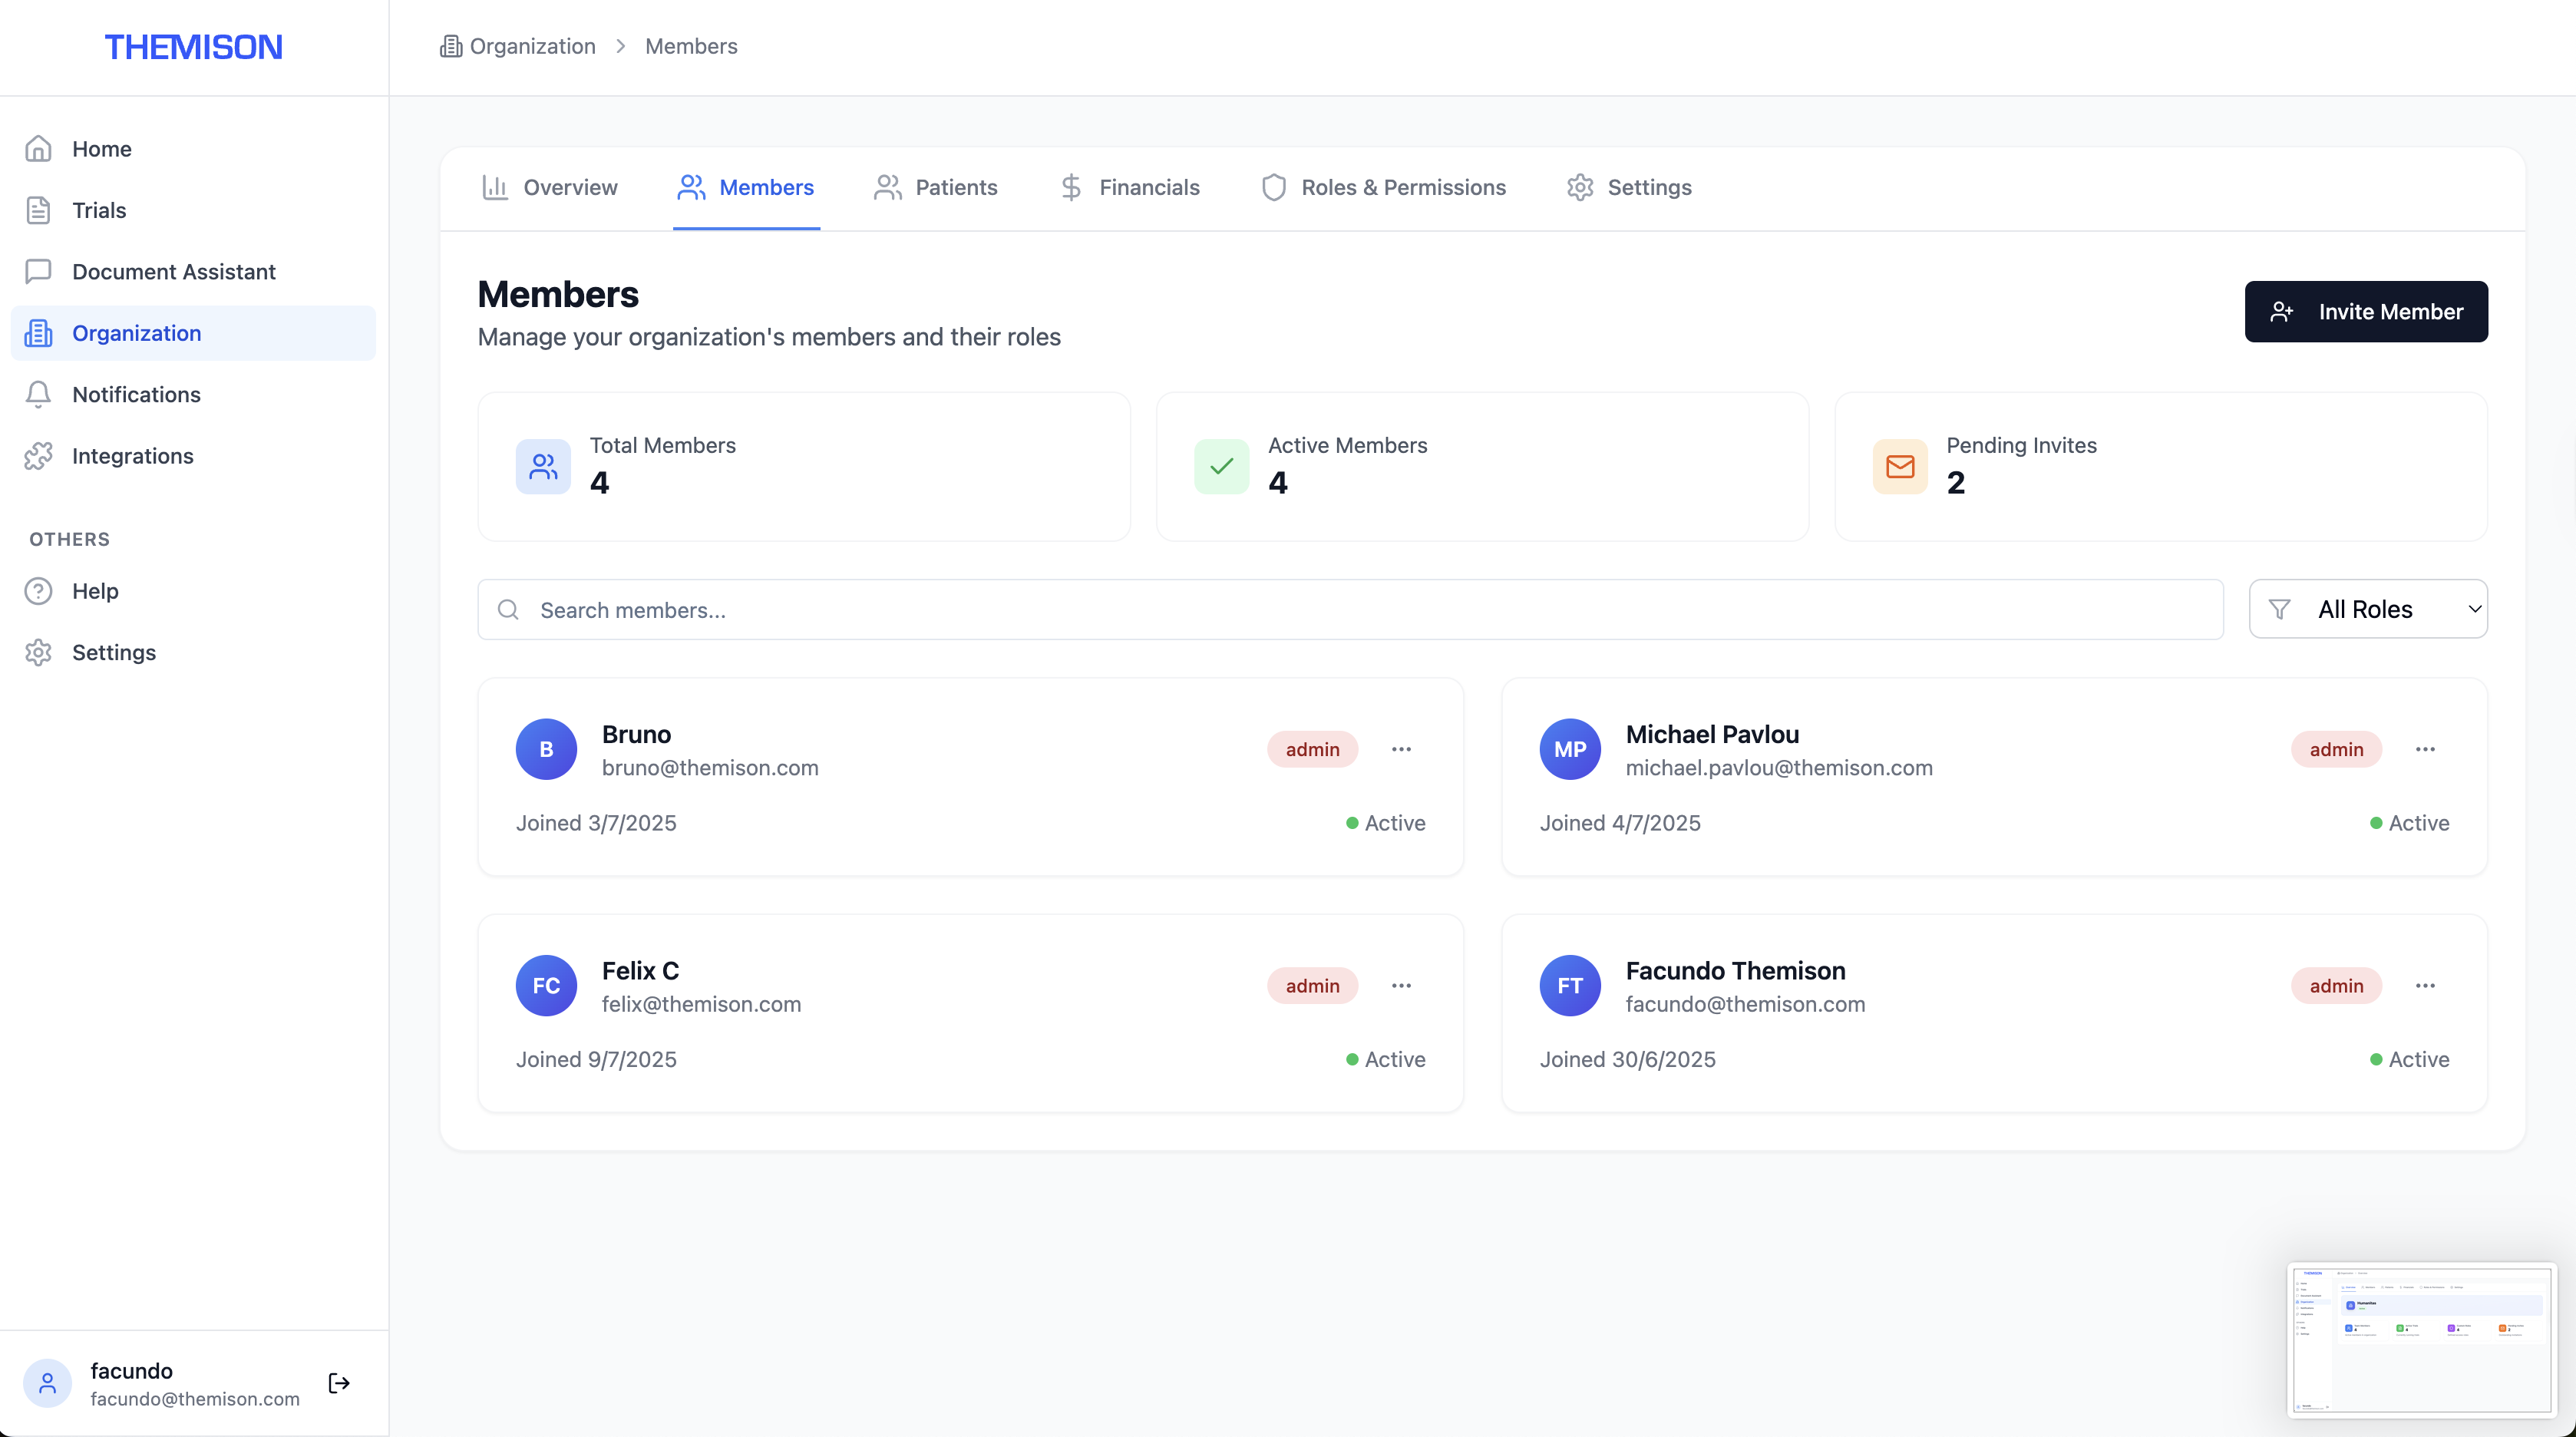 THEMISON
Organization > Members
Home
Trials
Document Assistant
Organization
Notifications
Integrations
OTHERS
Help
Settings
Overview
Members
Patients
Financials
Roles & Permissions
Settings
Members
Manage your organization's members and their roles
Invite Member
Total Members
4
Active Members
4
Pending Invites
2
Search members...
All Roles
B
Bruno
bruno@themison.com
admin
Joined 3/7/2025
Active
MP
Michael Pavlou
michael.pavlou@themison.com
admin
Joined 4/7/2025
Active
FC
Felix C
felix@themison.com
admin
Joined 9/7/2025
Active
FT
Facundo Themison
facundo@themison.com
admin
Joined 30/6/2025
Active
facundo
facundo@themison.com